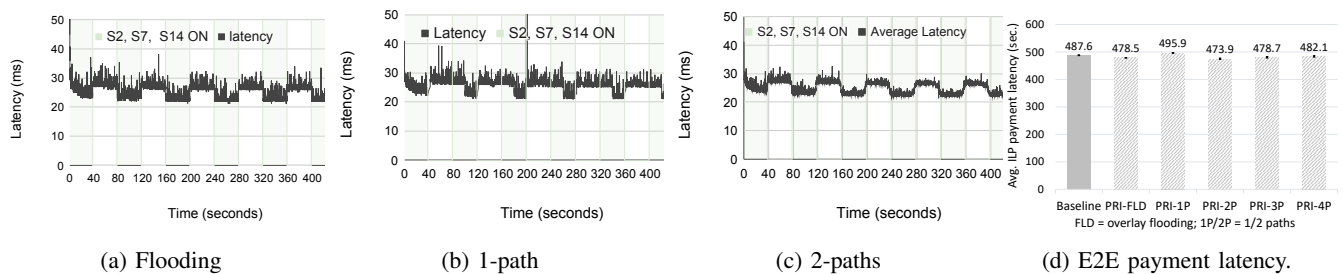 50
40
30
20
10
0
Latency (ms)
S2, S7, S14 ON
latency
0 40 80 120 160 200 240 280 320 360 400
Time (seconds)
(a) Flooding
50
40
30
20
10
0
Latency (ms)
Latency
S2, S7, S14 ON
0 40 80 120 160 200 240 280 320 360 400
Time (seconds)
(b) 1-path
50
40
30
20
10
0
Latency (ms)
S2, S7, S14 ON
Average Latency
0 40 80 120 160 200 240 280 320 360 400
Time (seconds)
(c) 2-paths
Avg. ILP payment latency (sec.)
600
500
400
300
200
100
0
487.6 478.5 495.9 473.9 478.7 482.1
Baseline PRI-FLD PRI-1P PRI-2P PRI-3P PRI-4P
FLD = overlay flooding; 1P/2P = 1/2 paths
(d) E2E payment latency.